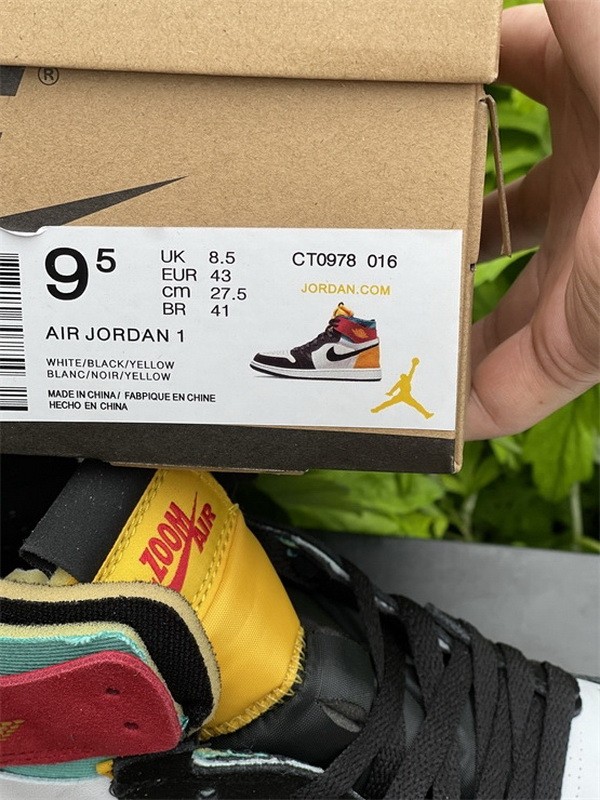 ®
9⁵
UK 8.5
EUR 43
cm 27.5
BR 41
CT0978 016
JORDAN.COM
AIR JORDAN 1
WHITE/BLACK/YELLOW
BLANC/NOIR/YELLOW
MADE IN CHINA/ FABPIQUE EN CHINE
HECHO EN CHINA
ZOOM
AIR